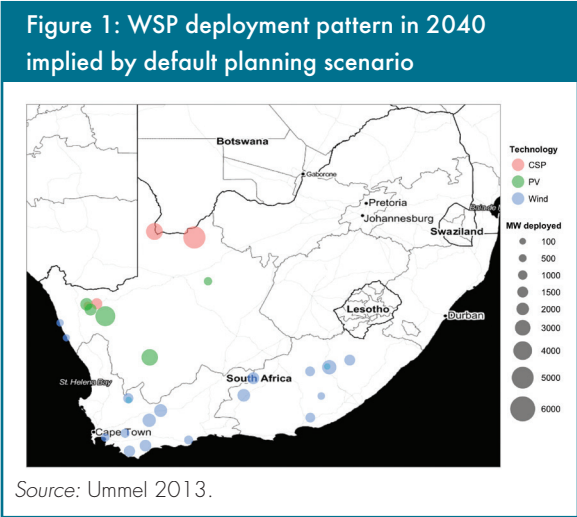 Figure 1: WSP deployment pattern in 2040
implied by default planning scenario
Botswana
Gaborone
Pretoria
Johannesburg
Swaziland
Lesotho
Durban
St. Helena Bay
South Africa
Cape Town
Technology
CSP
PV
Wind
MW deployed
100
500
1000
1500
2000
3000
4000
5000
6000
Source: Ummel 2013.